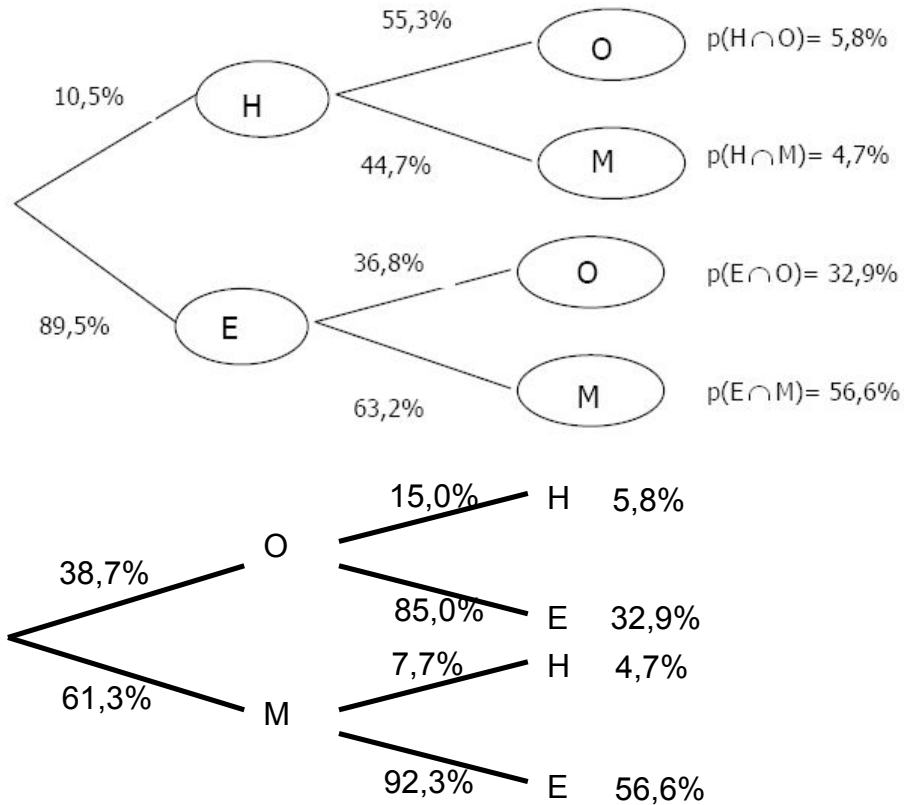 55,3%
O
p(H∩O)= 5,8%
10,5%
H
44,7%
M
p(H∩M)= 4,7%
36,8%
O
p(E∩O)= 32,9%
89,5%
E
63,2%
M
p(E∩M)= 56,6%
15,0%
H 5,8%
O
38,7%
85,0%
E 32,9%
7,7%
H 4,7%
61,3%
M
92,3%
E 56,6%